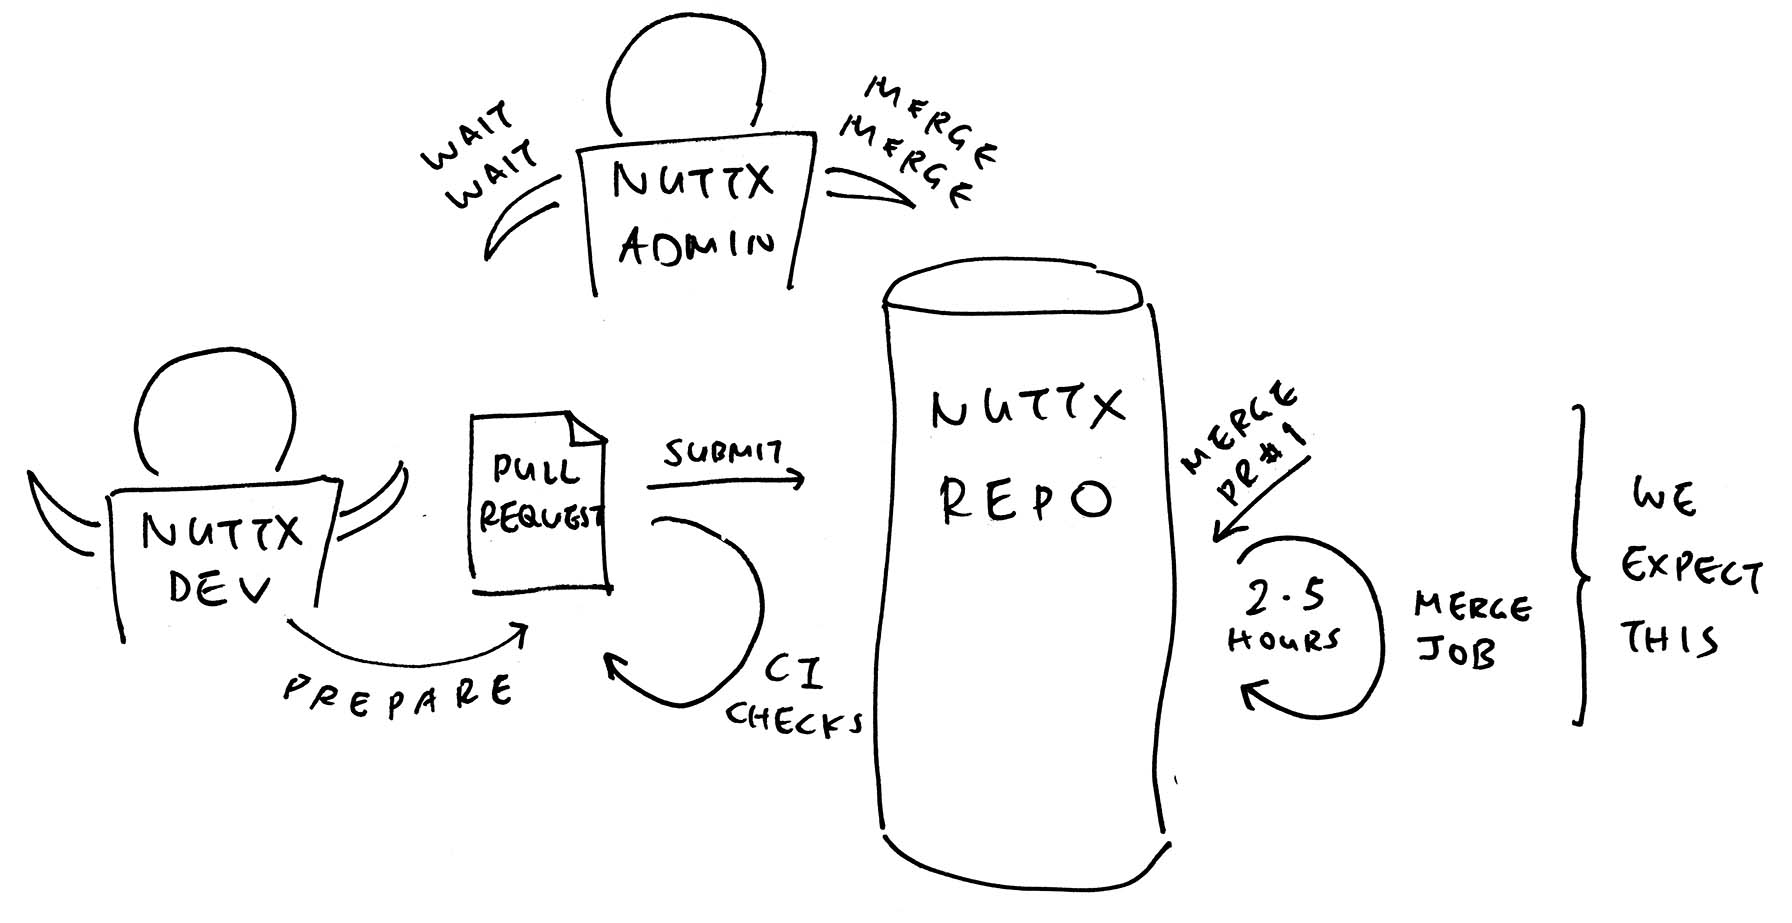 WAIT
WAIT
MERGE
MERGE
NUTTX
ADMIN
NUTTX
DEV
PREPARE
PULL
REQUEST
SUBMIT
CI
CHECKS
NUTTX
REPO
MERGE
PR#1
2.5
HOURS
MERGE
JOB
WE
EXPECT
THIS